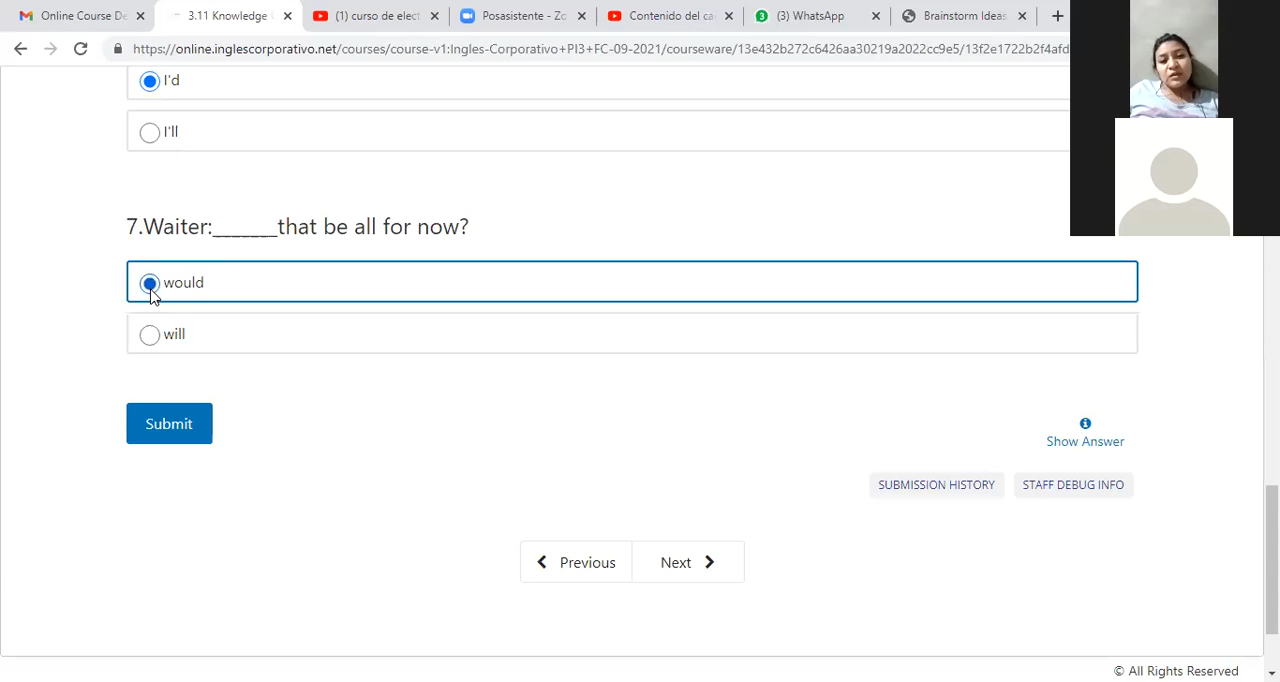 Online Course De
3.11 Knowledge
(1) curso de elect
Posasistente - Zo
Contenido del ca
(3) WhatsApp
Brainstorm Ideas
https://online.inglescorporativo.net/courses/course-v1:Ingles-Corporativo+PI3+FC-09-2021/courseware/13e432b272c6426aa30219a2022cc9e5/13f2e1722b2f4afd
I'd
I'll
7.Waiter:_______that be all for now?
would
will
Submit
Show Answer
SUBMISSION HISTORY
STAFF DEBUG INFO
Previous
Next
© All Rights Reserved